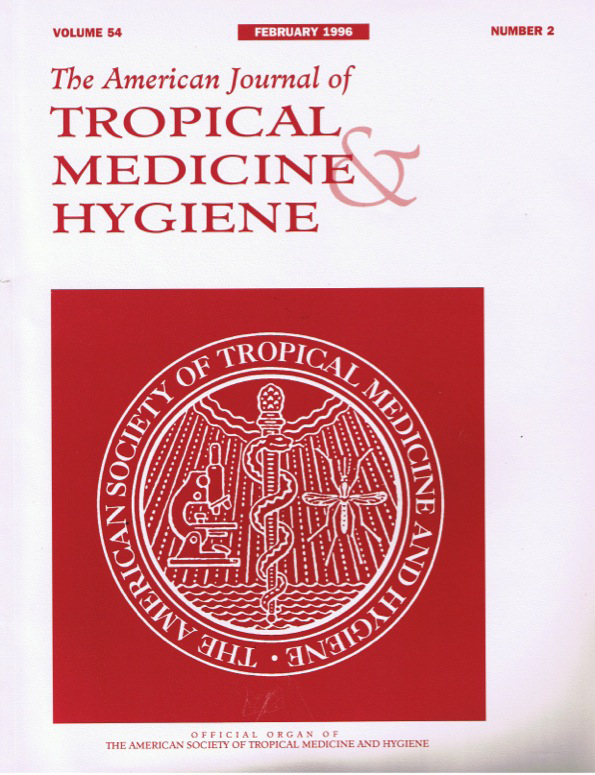 VOLUME 54
FEBRUARY 1996
NUMBER 2
The American Journal of
TROPICAL
MEDICINE &
HYGIENE
THE AMERICAN SOCIETY OF TROPICAL MEDICINE AND HYGIENE •
OFFICIAL ORGAN OF
THE AMERICAN SOCIETY OF TROPICAL MEDICINE AND HYGIENE